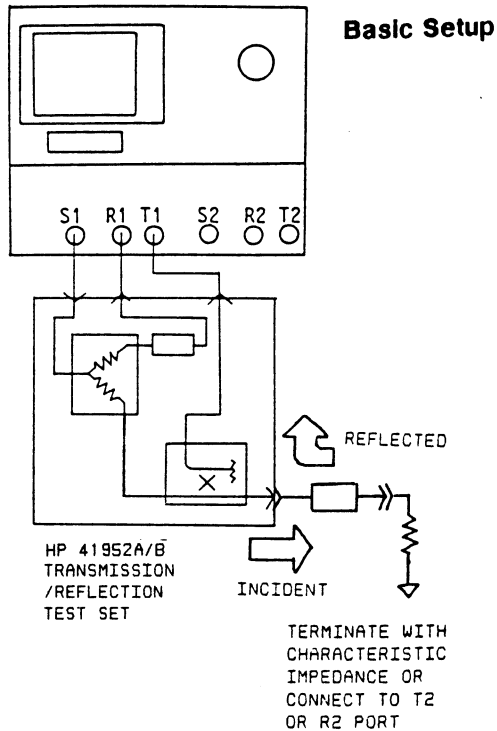 Basic Setup
S1 R1 T1 S2 R2 T2
REFLECTED
HP 41952A/B
TRANSMISSION
/REFLECTION
TEST SET
INCIDENT
TERMINATE WITH
CHARACTERISTIC
IMPEDANCE OR
CONNECT TO T2
OR R2 PORT